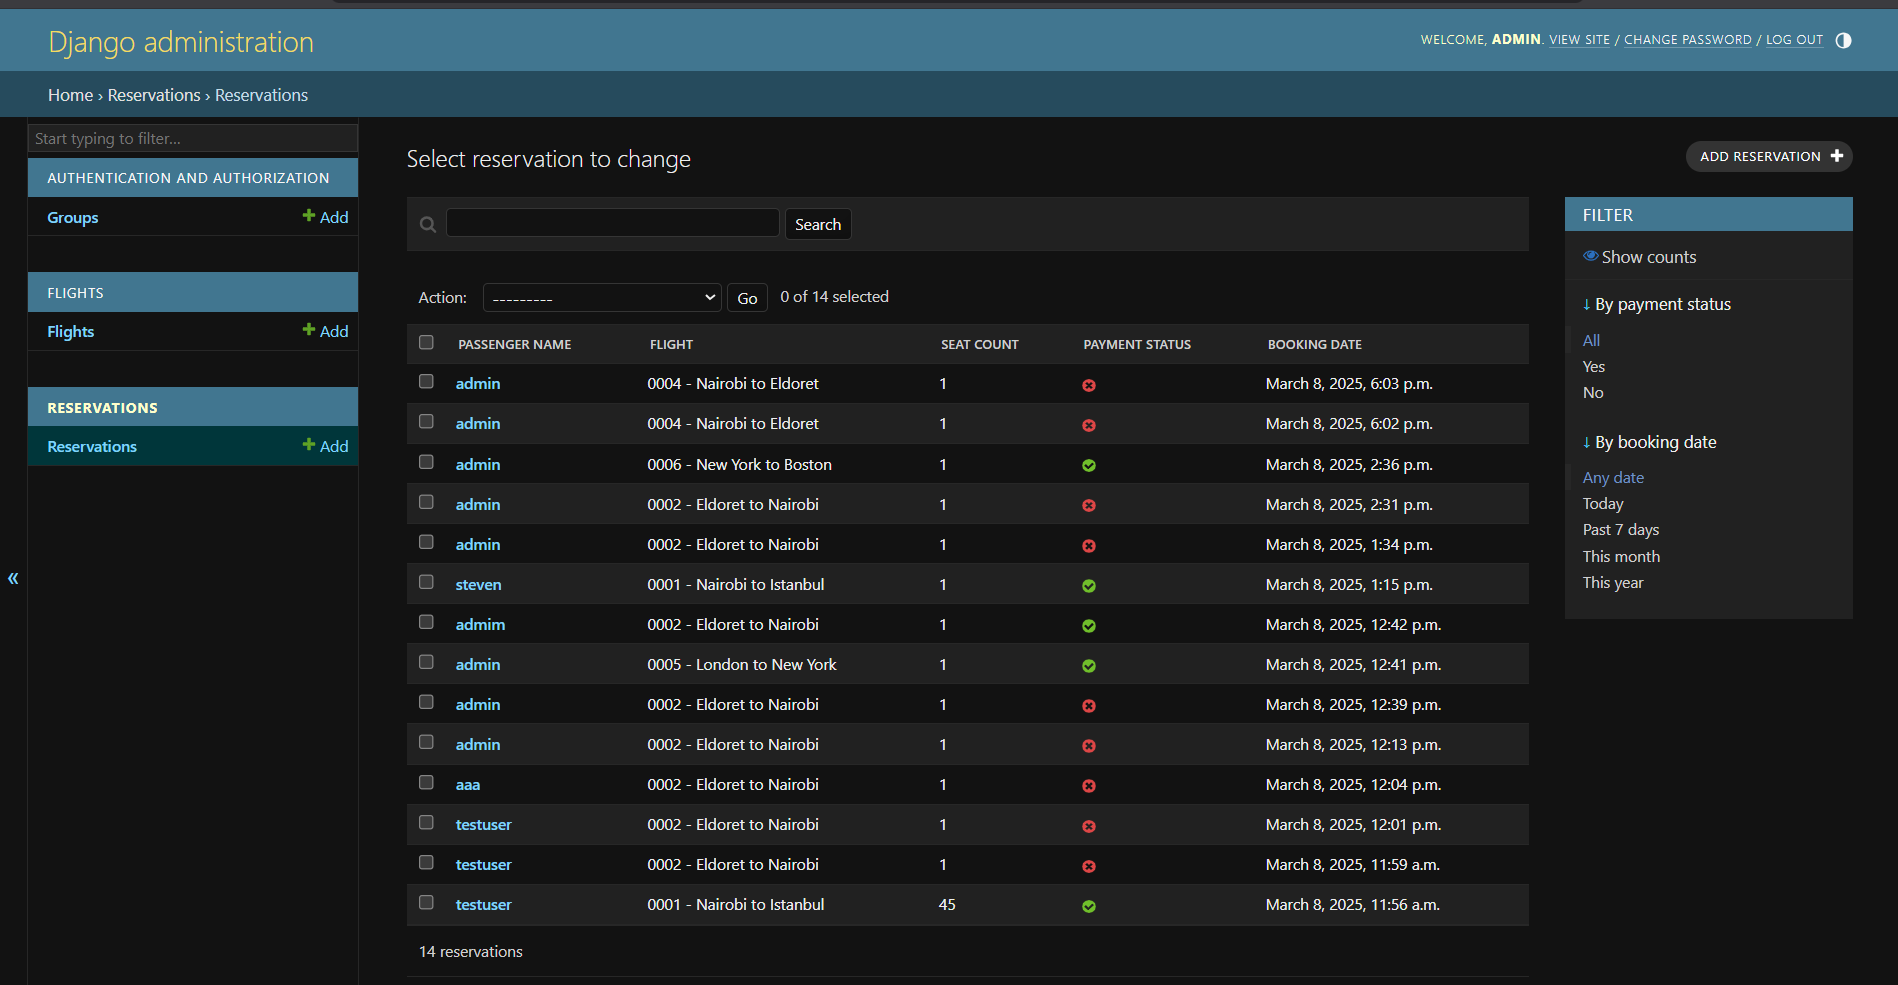 Django administration
WELCOME, ADMIN. VIEW SITE / CHANGE PASSWORD / LOG OUT
Home › Reservations › Reservations
Start typing to filter...
AUTHENTICATION AND AUTHORIZATION
Groups Add
FLIGHTS
Flights Add
RESERVATIONS
Reservations Add
«
Select reservation to change
ADD RESERVATION
Search
Action: --------- Go 0 of 14 selected
PASSENGER NAME FLIGHT SEAT COUNT PAYMENT STATUS BOOKING DATE
admin 0004 - Nairobi to Eldoret 1 March 8, 2025, 6:03 p.m.
admin 0004 - Nairobi to Eldoret 1 March 8, 2025, 6:02 p.m.
admin 0006 - New York to Boston 1 March 8, 2025, 2:36 p.m.
admin 0002 - Eldoret to Nairobi 1 March 8, 2025, 2:31 p.m.
admin 0002 - Eldoret to Nairobi 1 March 8, 2025, 1:34 p.m.
steven 0001 - Nairobi to Istanbul 1 March 8, 2025, 1:15 p.m.
admim 0002 - Eldoret to Nairobi 1 March 8, 2025, 12:42 p.m.
admin 0005 - London to New York 1 March 8, 2025, 12:41 p.m.
admin 0002 - Eldoret to Nairobi 1 March 8, 2025, 12:39 p.m.
admin 0002 - Eldoret to Nairobi 1 March 8, 2025, 12:13 p.m.
aaa 0002 - Eldoret to Nairobi 1 March 8, 2025, 12:04 p.m.
testuser 0002 - Eldoret to Nairobi 1 March 8, 2025, 12:01 p.m.
testuser 0002 - Eldoret to Nairobi 1 March 8, 2025, 11:59 a.m.
testuser 0001 - Nairobi to Istanbul 45 March 8, 2025, 11:56 a.m.
14 reservations
FILTER
Show counts
↓ By payment status
All
Yes
No
↓ By booking date
Any date
Today
Past 7 days
This month
This year